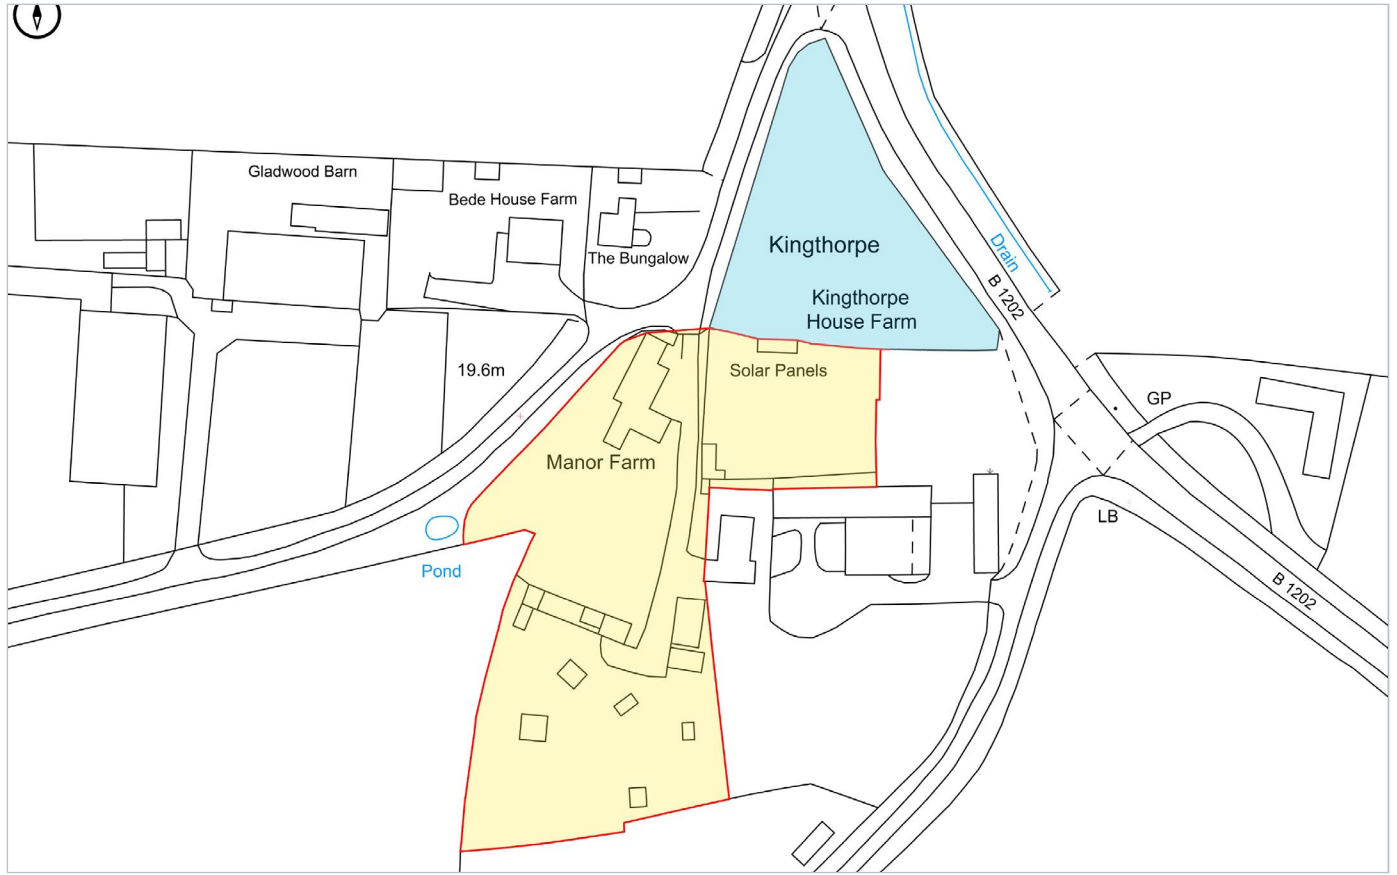 Gladwood Barn
Bede House Farm
The Bungalow
Kingthorpe
Kingthorpe
House Farm
Drain
B 1202
19.6m
Solar Panels
GP
Manor Farm
LB
Pond
B 1202